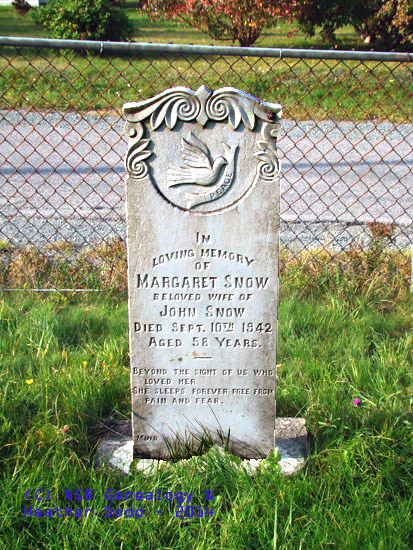 PEACE
IN
LOVING MEMORY
OF
MARGARET SNOW
BELOVED WIFE OF
JOHN SNOW
DIED SEPT. 10TH 1942
AGED 58 YEARS.
BEYOND THE SIGHT OF US WHO
LOVED HER
SHE SLEEPS FOREVER FREE FROM
PAIN AND FEAR.
MUIR
(C) NGB Genealogy &
Heather Dodd - 2014